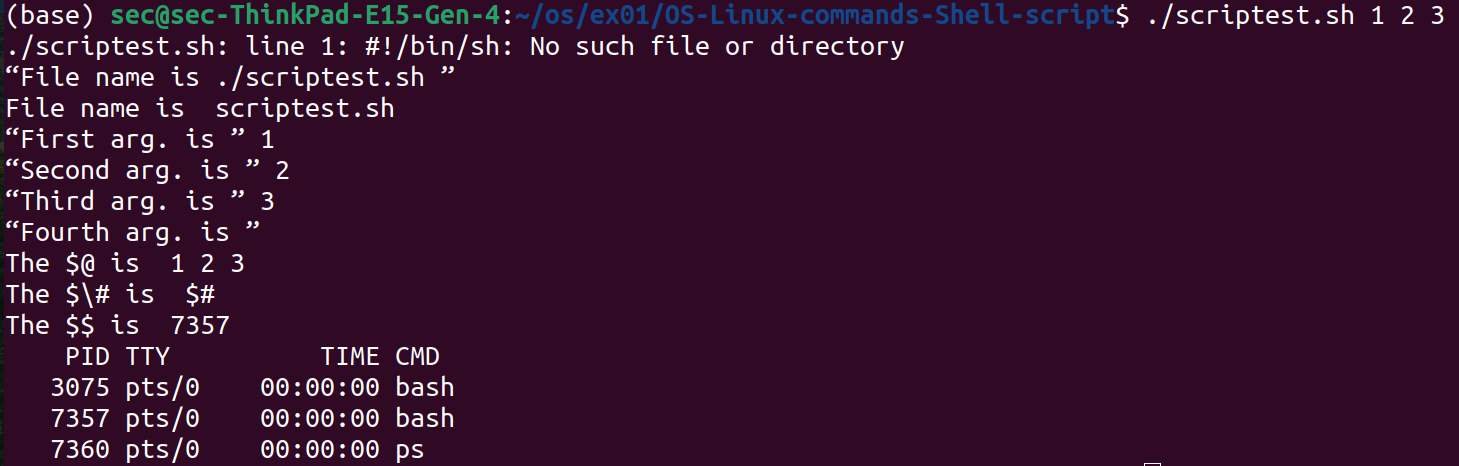 (base) sec@sec-ThinkPad-E15-Gen-4:~/os/ex01/OS-Linux-commands-Shell-script$ ./scriptest.sh 1 2 3
./scriptest.sh: line 1: #!/bin/sh: No such file or directory
“File name is ./scriptest.sh ”
File name is  scriptest.sh
“First arg. is ” 1
“Second arg. is ” 2
“Third arg. is ” 3
“Fourth arg. is ”
The $@ is  1 2 3
The $\# is  $#
The $$ is  7357
    PID TTY          TIME CMD
   3075 pts/0    00:00:00 bash
   7357 pts/0    00:00:00 bash
   7360 pts/0    00:00:00 ps